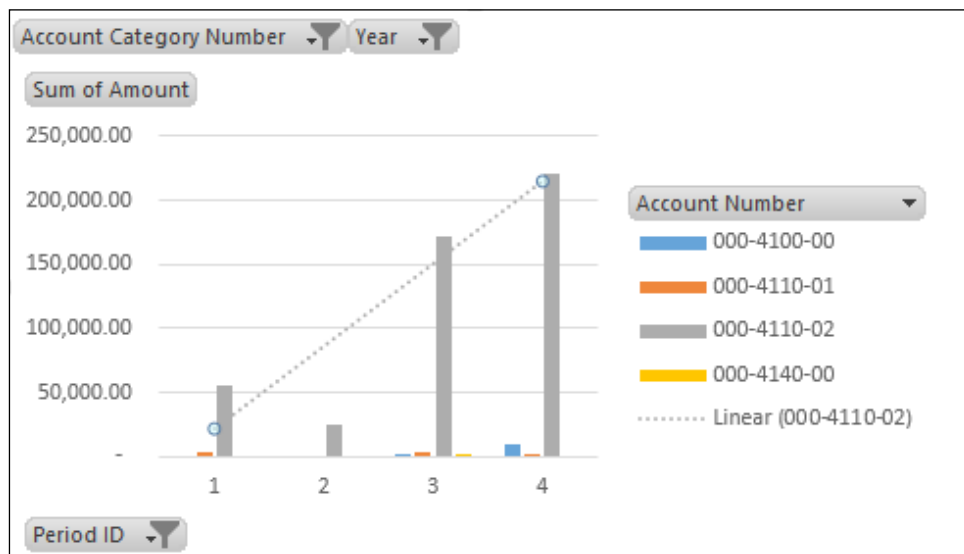 Account Category Number Year
Sum of Amount
250,000.00
200,000.00
150,000.00
100,000.00
50,000.00
-
1 2 3 4
Account Number
000-4100-00
000-4110-01
000-4110-02
000-4140-00
Linear (000-4110-02)
Period ID